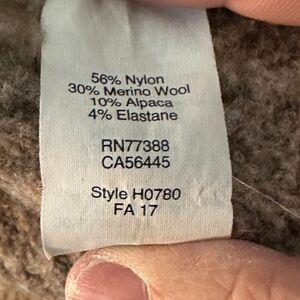 56% Nylon
30% Merino Wool
10% Alpaca
4% Elastane
RN77388
CA56445
Style H0780
FA 17